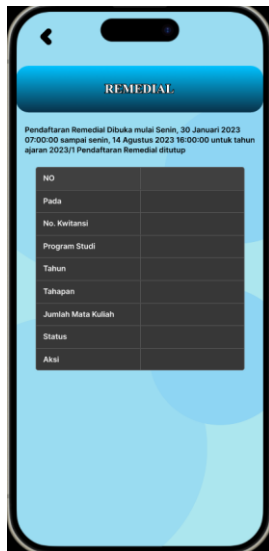 REMEDIAL
Pendaftaran Remedial Dibuka mulai Senin, 30 Januari 2023
07:00:00 sampai senin, 14 Agustus 2023 16:00:00 untuk tahun
ajaran 2023/1 Pendaftaran Remedial ditutup
NO
Pada
No. Kwitansi
Program Studi
Tahun
Tahapan
Jumlah Mata Kuliah
Status
Aksi